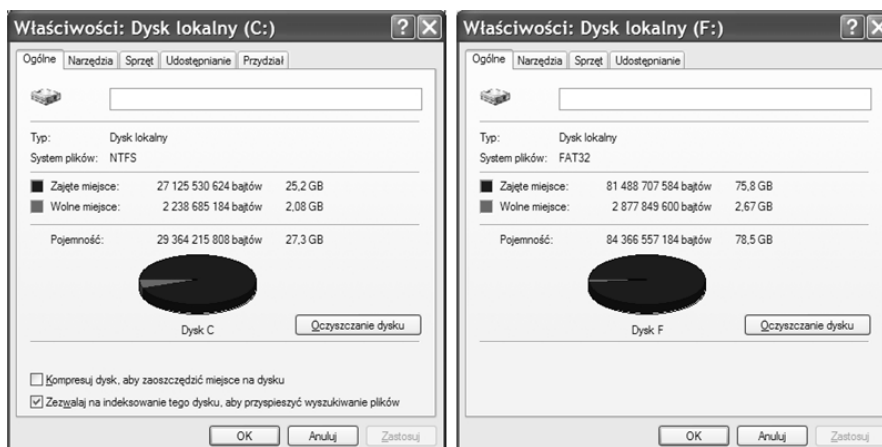 Właściwości: Dysk lokalny (C:)
Ogólne Narzędzia Sprzęt Udostępnianie Przydział
Typ: Dysk lokalny
System plików: NTFS
Zajęte miejsce: 27 125 530 624 bajtów 25,2 GB
Wolne miejsce: 2 238 685 184 bajtów 2,08 GB
Pojemność: 29 364 215 808 bajtów 27,3 GB
Dysk C
Oczyszczanie dysku
Kompresuj dysk, aby zaoszczędzić miejsce na dysku
Zezwalaj na indeksowanie tego dysku, aby przyspieszyć wyszukiwanie plików
OK Anuluj Zastosuj
Właściwości: Dysk lokalny (F:)
Ogólne Narzędzia Sprzęt Udostępnianie
Typ: Dysk lokalny
System plików: FAT32
Zajęte miejsce: 81 488 707 584 bajtów 75,8 GB
Wolne miejsce: 2 877 849 600 bajtów 2,67 GB
Pojemność: 84 366 557 184 bajtów 78,5 GB
Dysk F
Oczyszczanie dysku
OK Anuluj Zastosuj